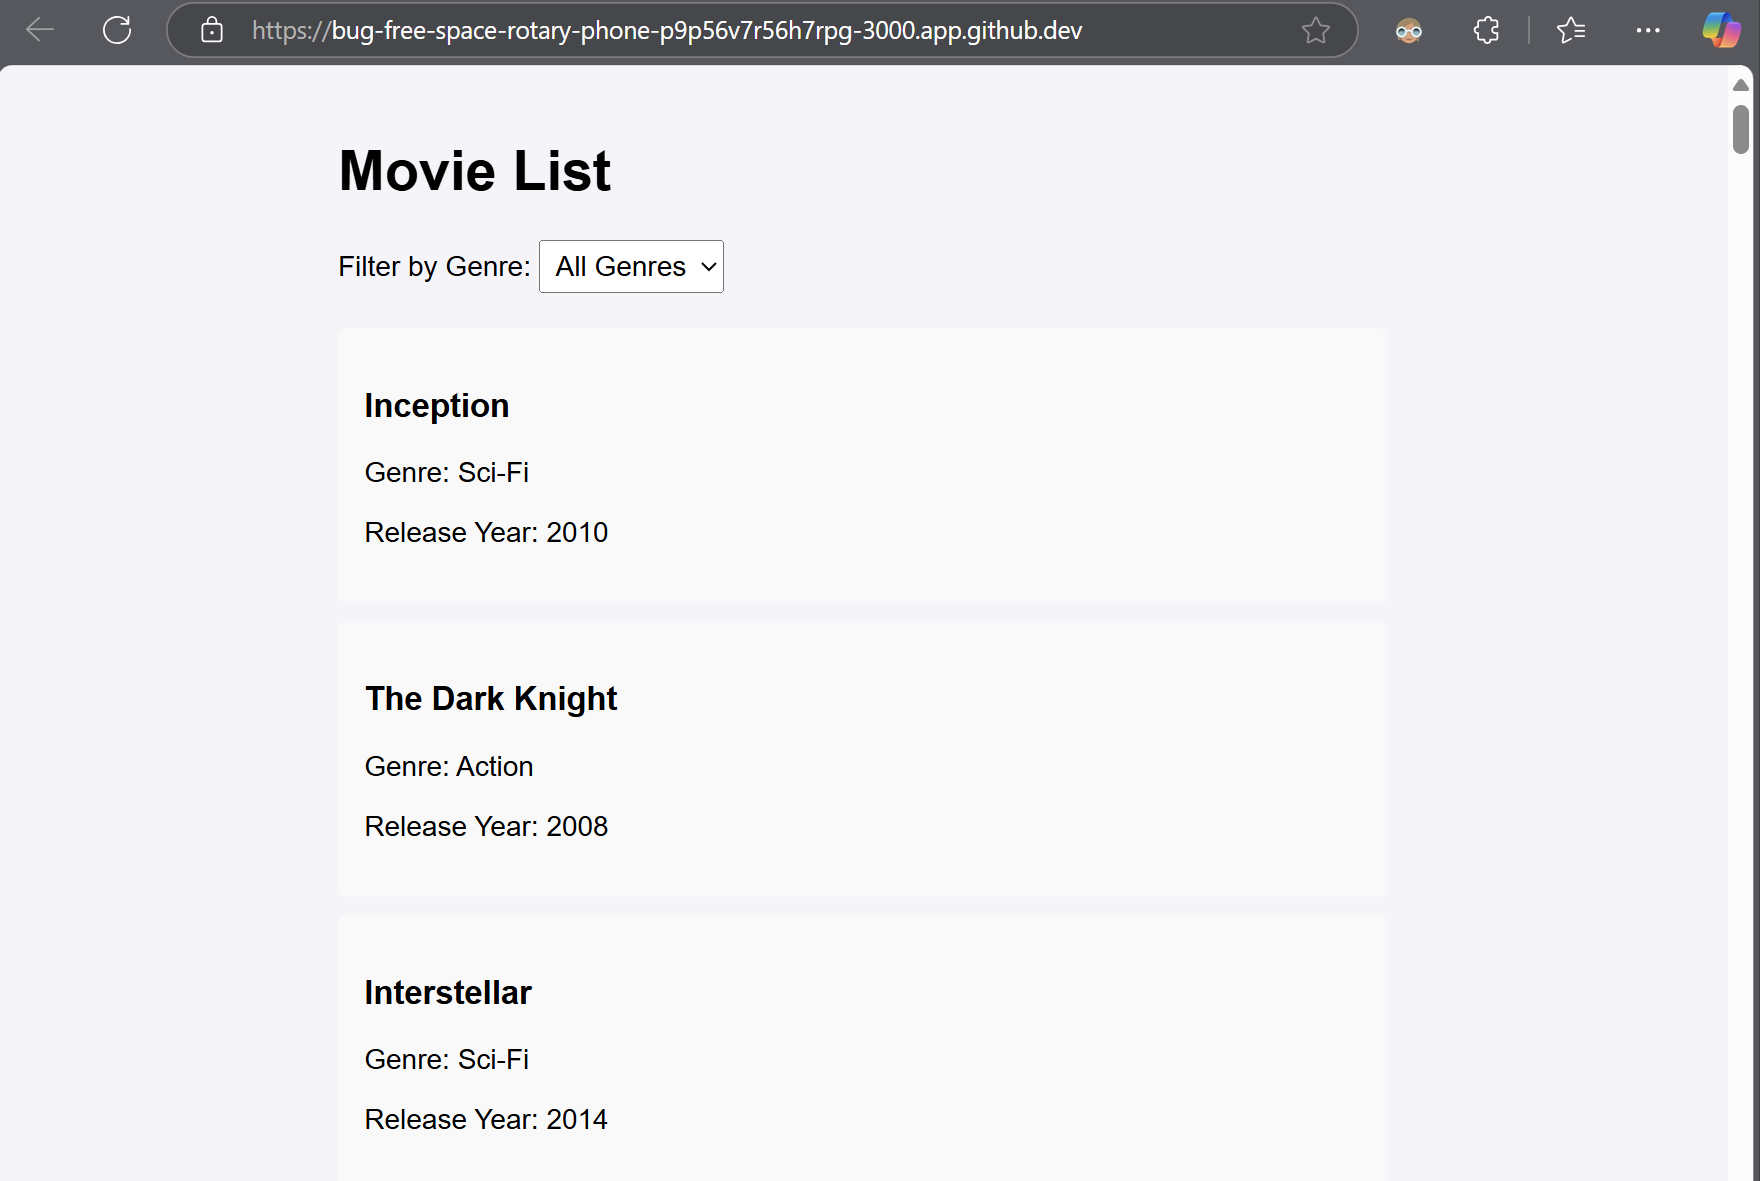 https://bug-free-space-rotary-phone-p9p56v7r56h7rpg-3000.app.github.dev
Movie List
Filter by Genre: All Genres
Inception
Genre: Sci-Fi
Release Year: 2010
The Dark Knight
Genre: Action
Release Year: 2008
Interstellar
Genre: Sci-Fi
Release Year: 2014